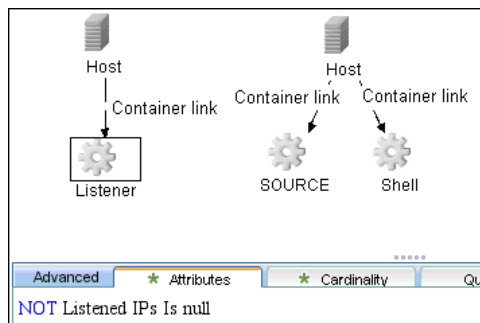 Host
Host
Container link
Container link
Container link
Listener
SOURCE
Shell
Advanced
* Attributes
* Cardinality
Qu
NOT Listened IPs Is null